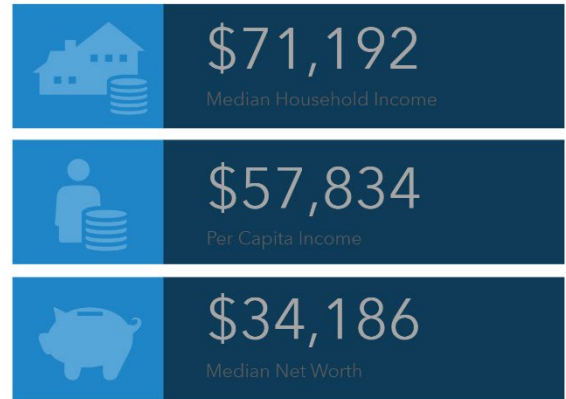 $71,192
Median Household Income
$57,834
Per Capita Income
$34,186
Median Net Worth